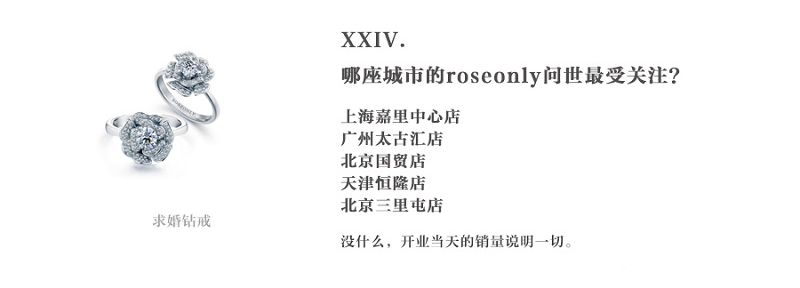 XXIV.
哪座城市的roseonly问世最受关注？
上海嘉里中心店
广州太古汇店
北京国贸店
天津恒隆店
北京三里屯店
求婚钻戒
没什么，开业当天的销量说明一切。